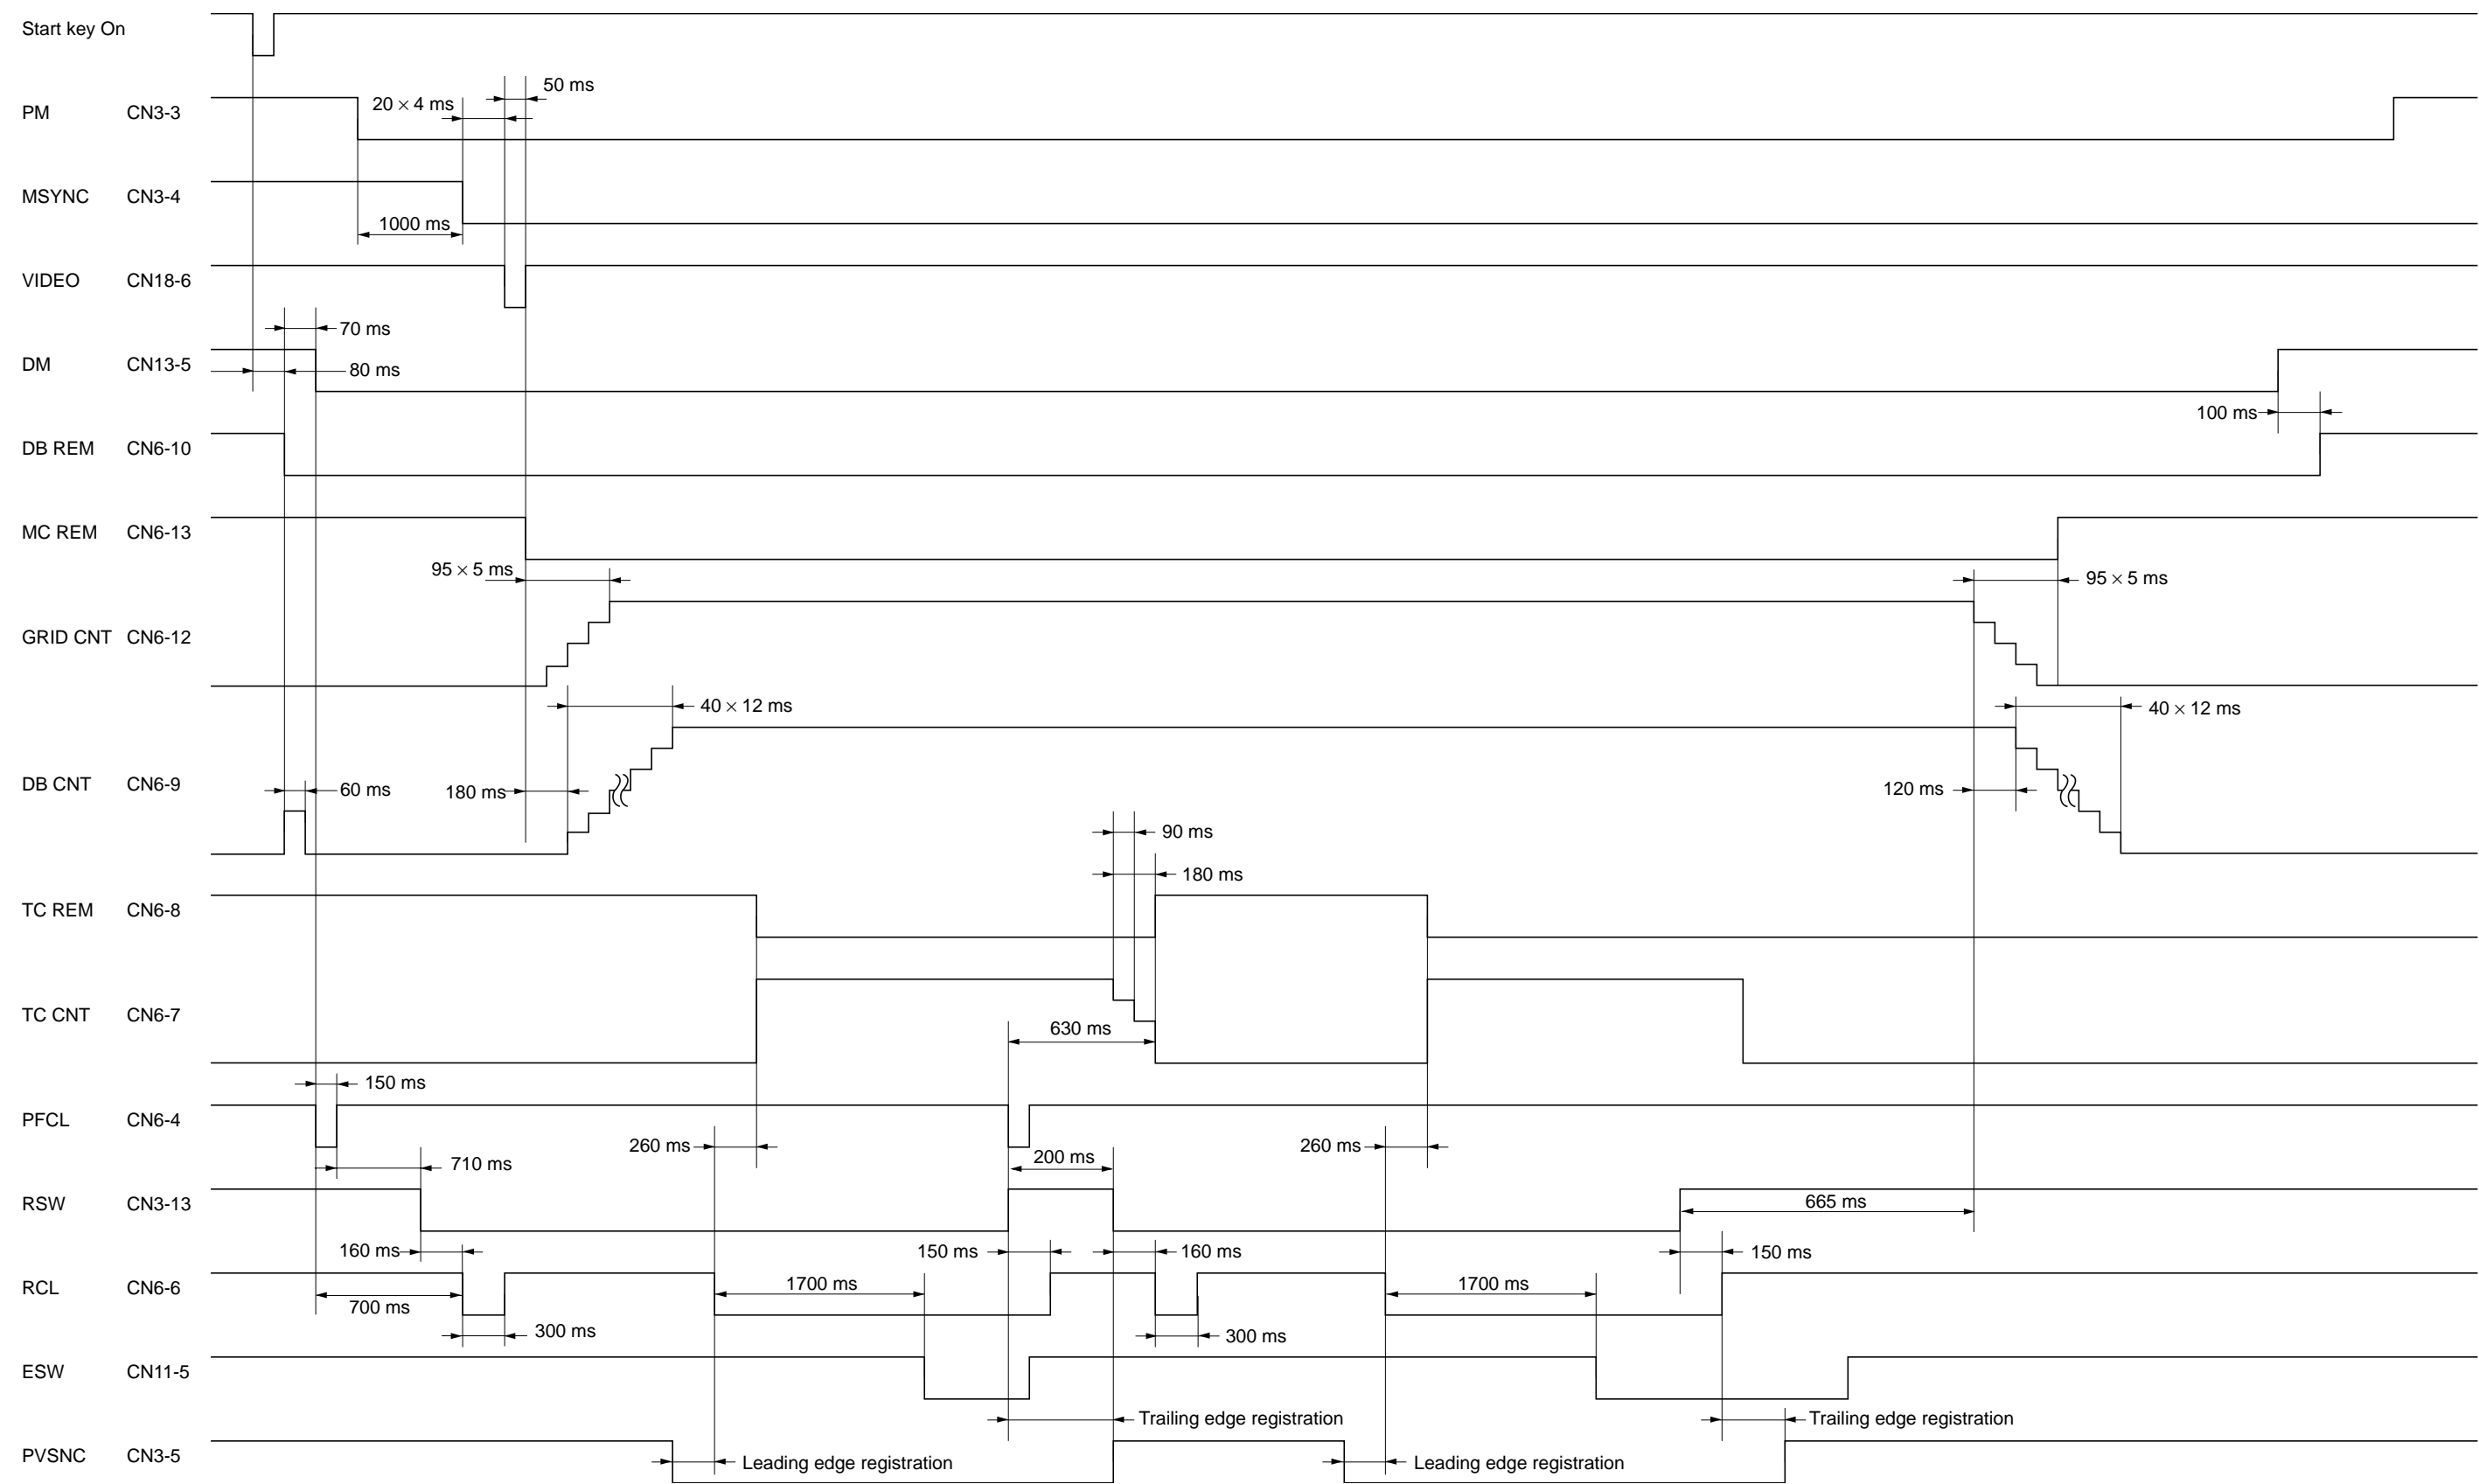 Start key On
50 ms
20 × 4 ms
PM CN3-3
MSYNC CN3-4
1000 ms
VIDEO CN18-6
70 ms
DM CN13-5
80 ms
100 ms
DB REM CN6-10
MC REM CN6-13
95 × 5 ms
95 × 5 ms
GRID CNT CN6-12
40 × 12 ms
40 × 12 ms
DB CNT CN6-9
60 ms
180 ms
120 ms
90 ms
180 ms
TC REM CN6-8
TC CNT CN6-7
630 ms
150 ms
PFCL CN6-4
260 ms
260 ms
710 ms
200 ms
RSW CN3-13
665 ms
160 ms
150 ms
160 ms
150 ms
RCL CN6-6
1700 ms
1700 ms
700 ms
300 ms
300 ms
ESW CN11-5
Trailing edge registration
Trailing edge registration
PVSNC CN3-5
Leading edge registration
Leading edge registration